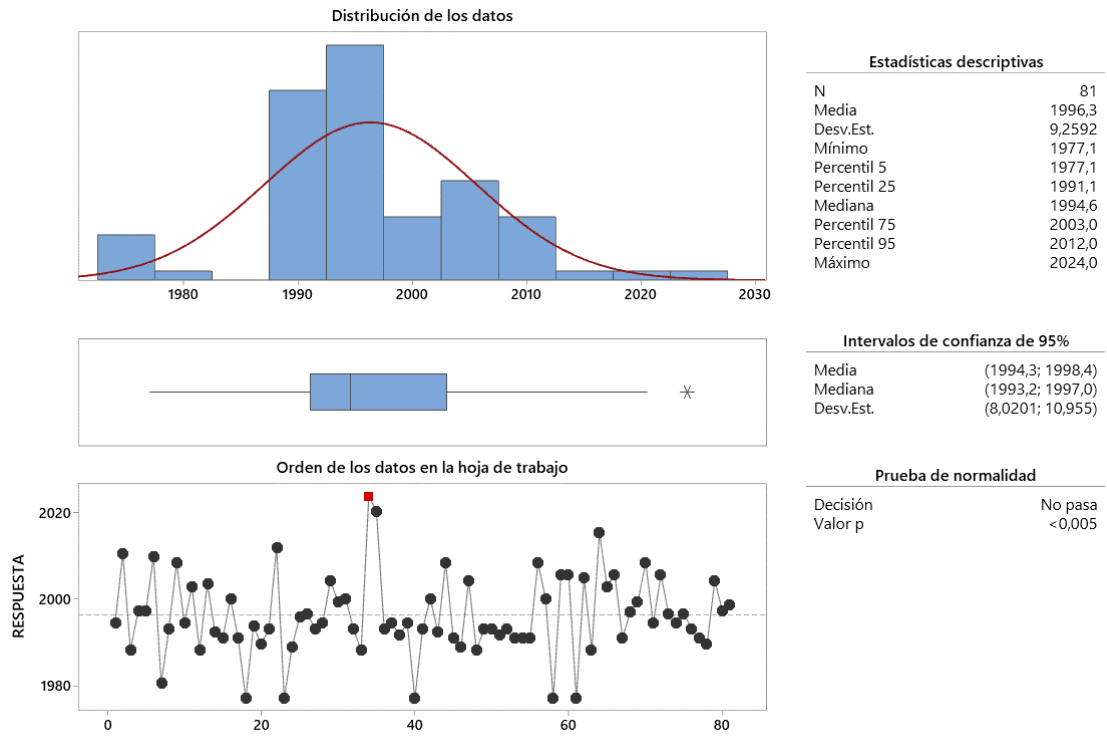 Distribución de los datos
1980 1990 2000 2010 2020 2030
Estadísticas descriptivas
N 81
Media 1996,3
Desv.Est. 9,2592
Mínimo 1977,1
Percentil 5 1977,1
Percentil 25 1991,1
Mediana 1994,6
Percentil 75 2003,0
Percentil 95 2012,0
Máximo 2024,0
Intervalos de confianza de 95%
Media (1994,3; 1998,4)
Mediana (1993,2; 1997,0)
Desv.Est. (8,0201; 10,955)
Orden de los datos en la hoja de trabajo
RESPUESTA
2020
2000
1980
0 20 40 60 80
Prueba de normalidad
Decisión No pasa
Valor p <0,005